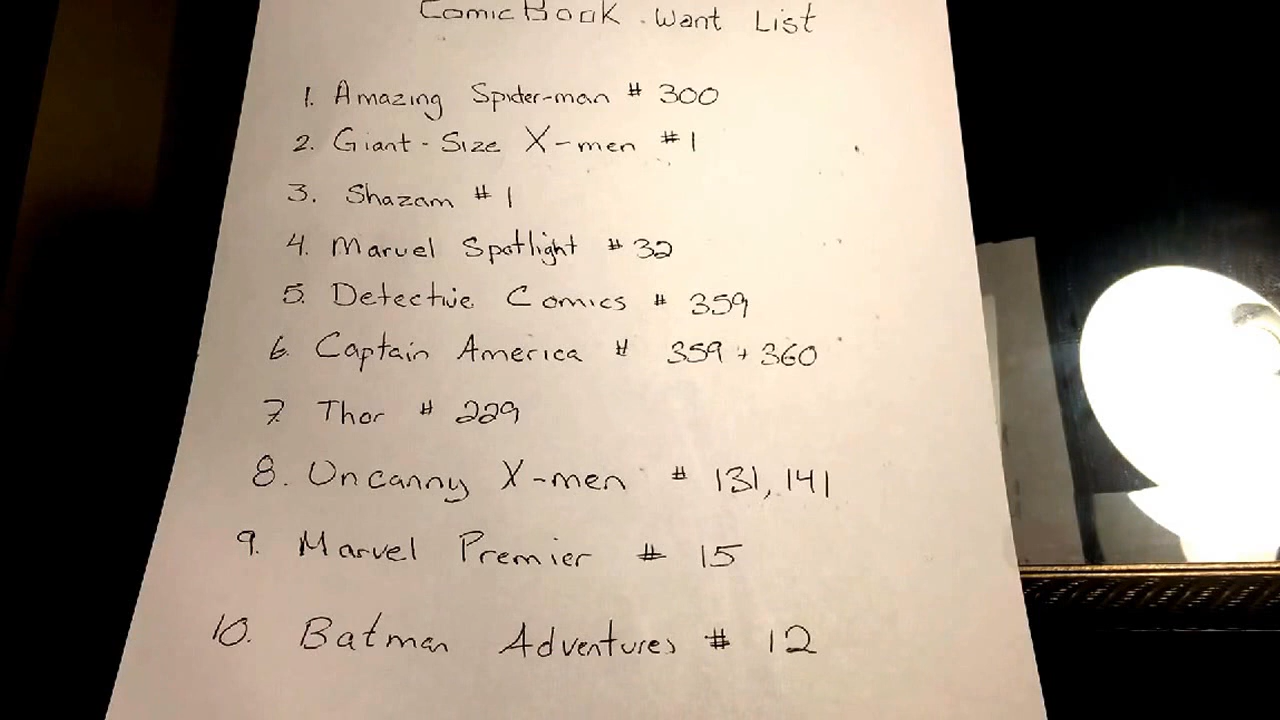 Comic Book Want List
1. Amazing Spider-man # 300
2. Giant-Size X-men #1
3. Shazam #1
4. Marvel Spotlight #32
5. Detective Comics # 359
6. Captain America # 359 + 360
7. Thor # 229
8. Uncanny X-men # 131, 141
9. Marvel Premier # 15
10. Batman Adventures # 12